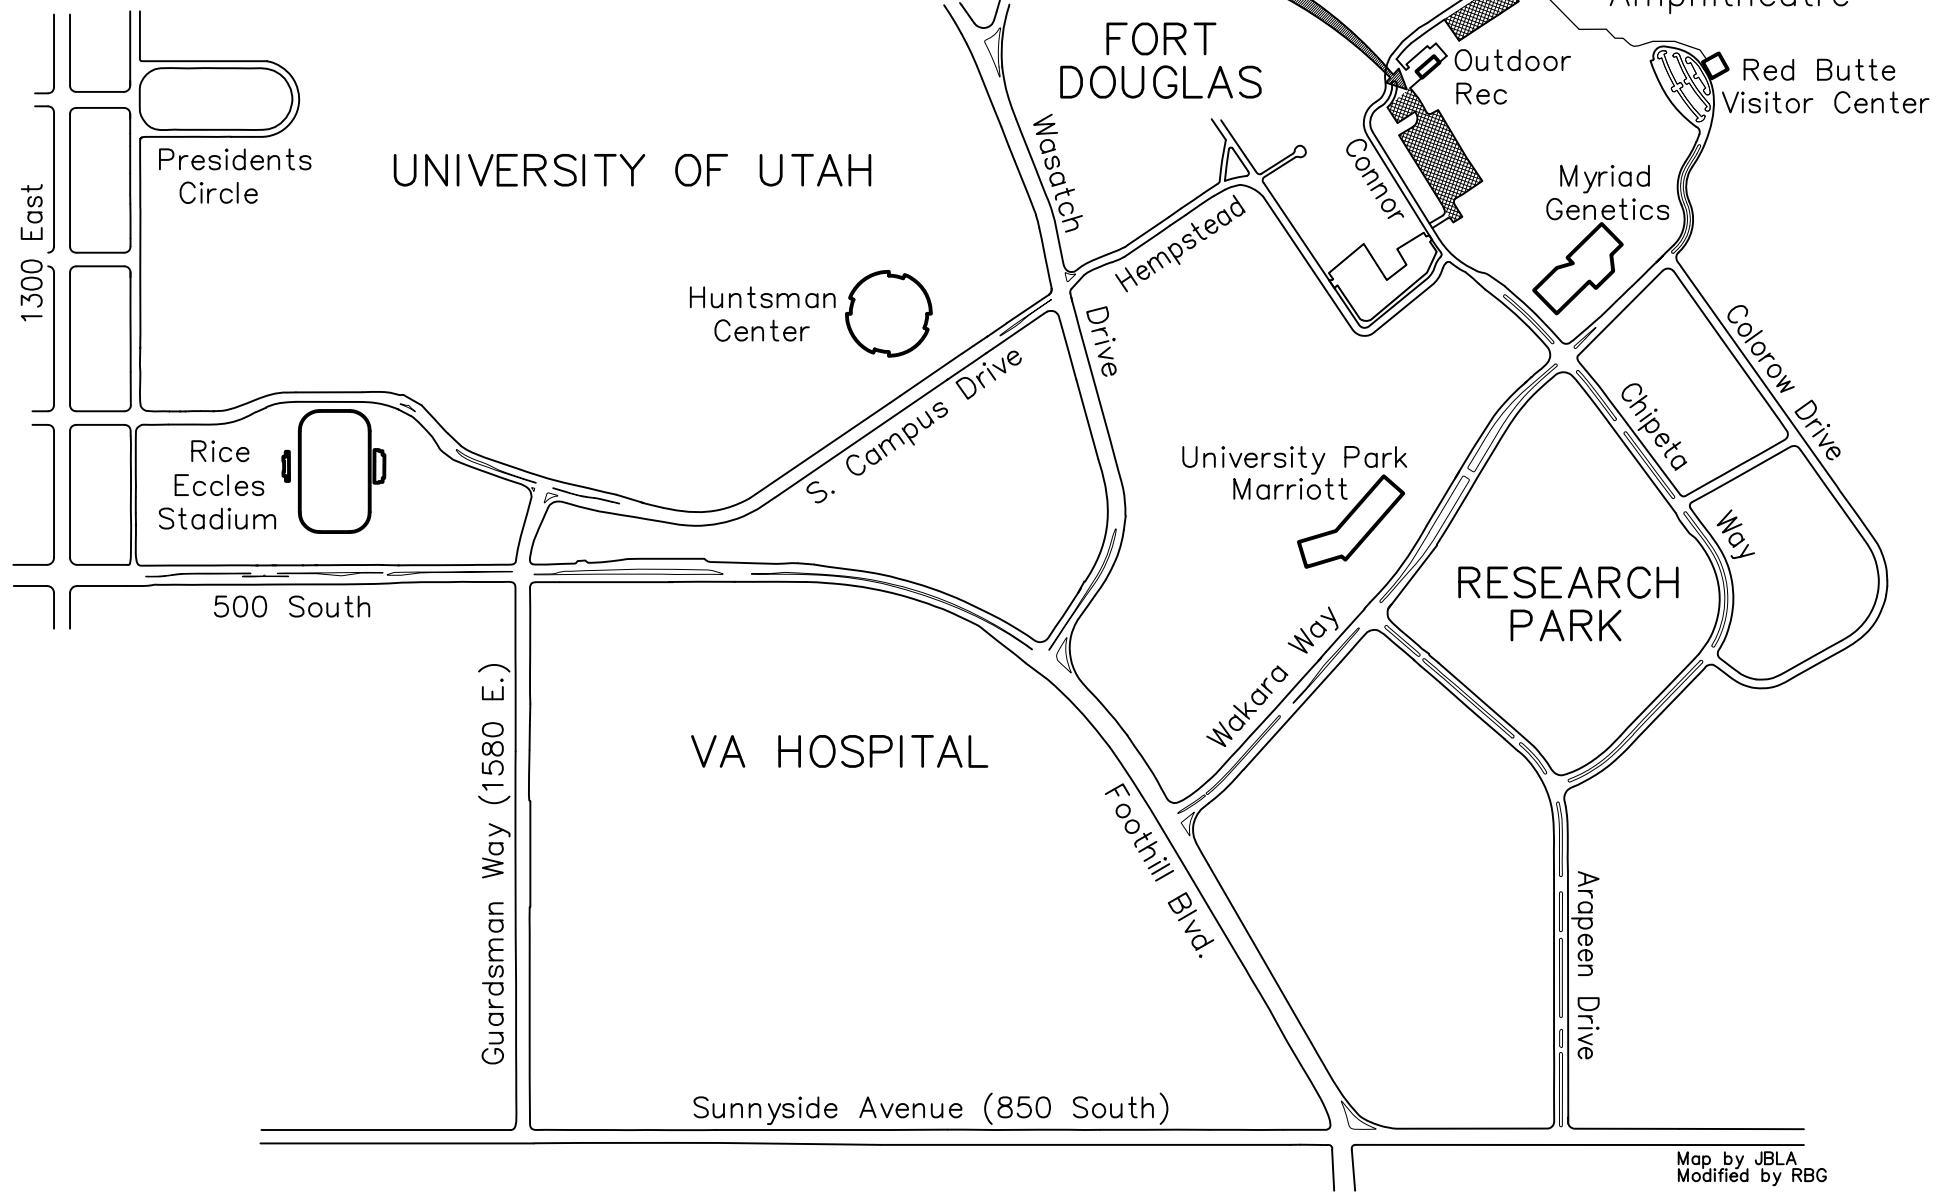 Amphitheatre
FORT
DOUGLAS
Outdoor
Rec
Red Butte
Visitor Center
Presidents
Circle
UNIVERSITY OF UTAH
Wasatch
Connor
Myriad
Genetics
1300 East
Hempstead
Huntsman
Center
Drive
Colorow Drive
S. Campus Drive
Chipeta
Rice
Eccles
Stadium
University Park
Marriott
Way
RESEARCH
PARK
500 South
Wakara Way
Guardsman Way (1580 E.)
VA HOSPITAL
Foothill Blvd.
Arapeen Drive
Sunnyside Avenue (850 South)
Map by JBLA
Modified by RBG